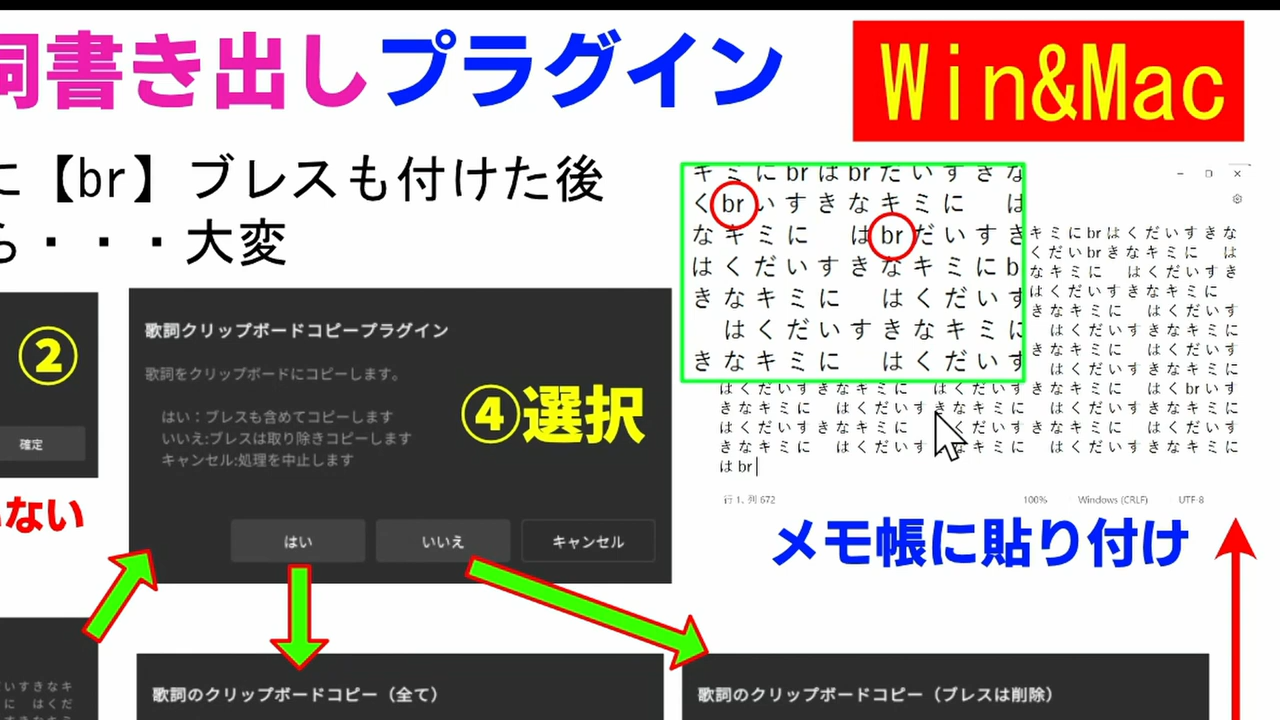 詞書き出しプラグイン
Win&Mac
に【br】ブレスも付けた後
ら・・・大変
②
確定
いない
歌詞クリップボードコピープラグイン
歌詞をクリップボードにコピーします。
はい：ブレスも含めてコピーします
いいえ:ブレスは取り除きコピーします
キャンセル:処理を中止します
④選択
はい
いいえ
キャンセル
キミにbrはbrだいすきな
くbrいすきなキミに　は
なキミに　はbrだいすき
はくだいすきなキミにb
きなキミに　はくだいす
はくだいすきなキミに
きなキミに　はくだいす
キミにbrはくだいすきな
くだいbrきなキミに　は
なキミに　はくだいすき
はくだいすきなキミに
きなキミに　はくだいす
はくだいすきなキミに
きなキミに　はくだいす
はくだいすきなキミに
はくだいすきなキミに　はくだいすきなキミに　はくbrいす
きなキミに　はくだいすきなキミに　はくだいすきなキミに
はくだいすきなキミに　はくだいすきなキミに　はくだいす
きなキミに　はくだいすきなキミに　はくだいすきなキミに
はbr
行 1、列 672
100%
Windows (CRLF)
UTF-8
メモ帳に貼り付け
いすきなキ
に　はくだ
歌詞のクリップボードコピー（全て）
歌詞のクリップボードコピー（ブレスは削除）